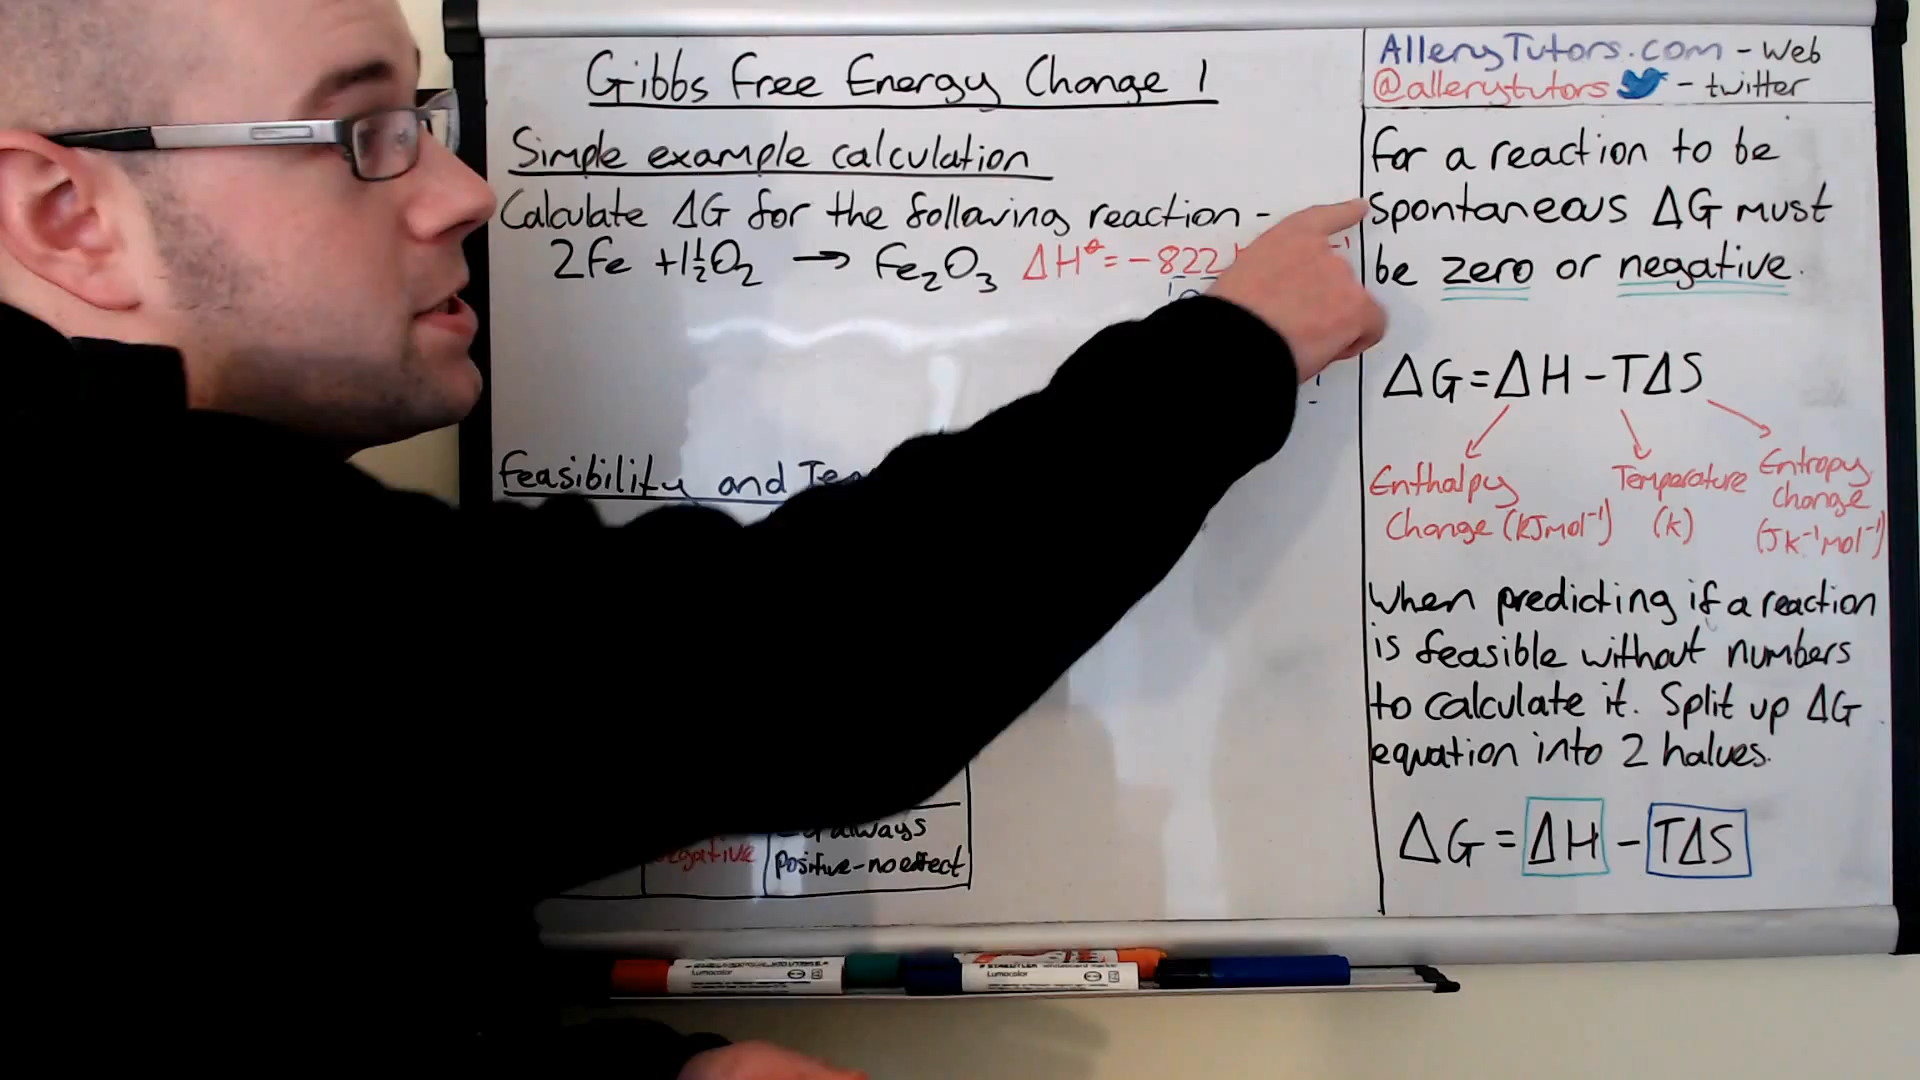 Gibbs Free Energy Change 1
Simple example calculation
Calculate ΔG for the following reaction -
2Fe + 1½O₂ → Fe₂O₃ ΔH⦵ = -822
Feasibility and
always
positive - no effect
AlleryTutors.com - Web
@allerytutors - twitter
For a reaction to be
spontaneous ΔG must
be zero or negative.
ΔG = ΔH - TΔS
Enthalpy
Change (kJmol⁻¹)
Temperature
(K)
Entropy
Change
(JK⁻¹mol⁻¹)
When predicting if a reaction
is feasible without numbers
to calculate it. Split up ΔG
equation into 2 halves.
ΔG = ΔH - TΔS
Lumocolor
STAEDTLER
Lumocolor